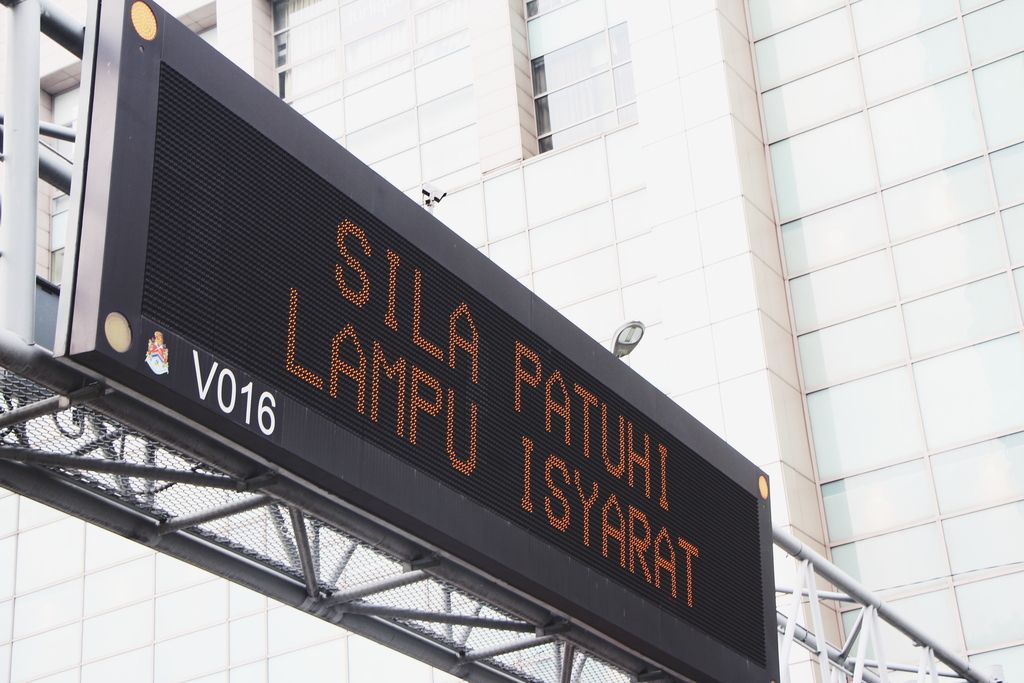 SILA PATUHI
LAMPU ISYARAT
V016